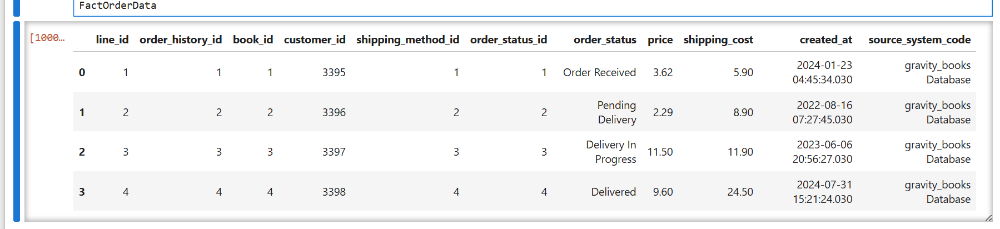 FactOrderData
[1000…
line_id order_history_id book_id customer_id shipping_method_id order_status_id order_status price shipping_cost created_at source_system_code
0 1 1 1 3395 1 1 Order Received 3.62 5.90 2024-01-23 04:45:34.030 gravity_books Database
1 2 2 2 3396 2 2 Pending Delivery 2.29 8.90 2022-08-16 07:27:45.030 gravity_books Database
2 3 3 3 3397 3 3 Delivery In Progress 11.50 11.90 2023-06-06 20:56:27.030 gravity_books Database
3 4 4 4 3398 4 4 Delivered 9.60 24.50 2024-07-31 15:21:24.030 gravity_books Database